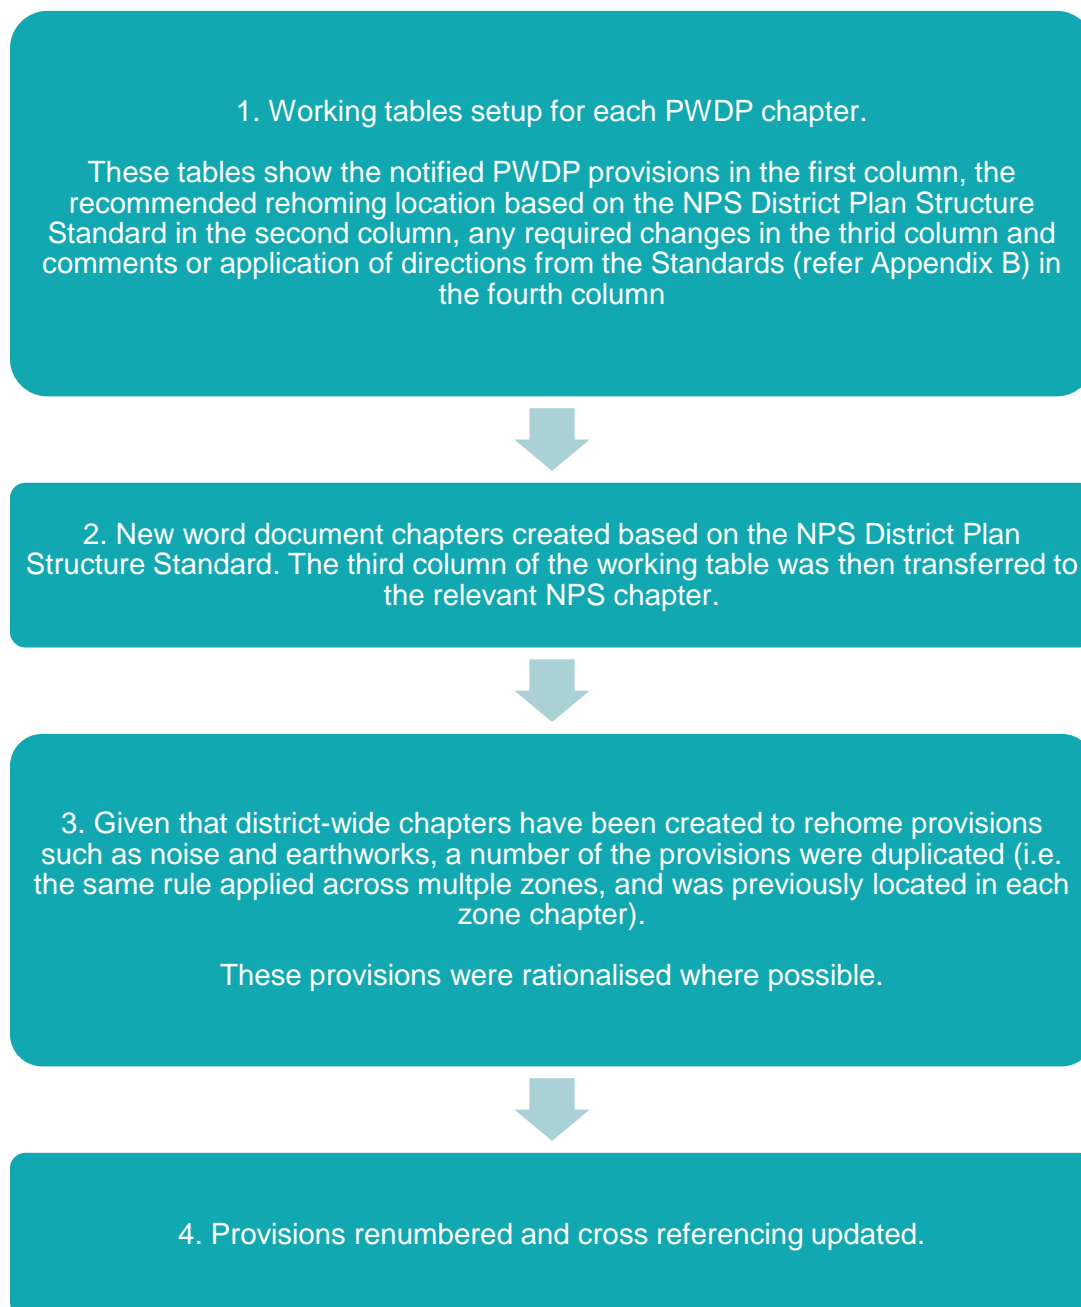 1. Working tables setup for each PWDP chapter.
These tables show the notified PWDP provisions in the first column, the
recommended rehoming location based on the NPS District Plan Structure
Standard in the second column, any required changes in the thrid column and
comments or application of directions from the Standards (refer Appendix B) in
the fourth column
2. New word document chapters created based on the NPS District Plan
Structure Standard. The third column of the working table was then transferred to
the relevant NPS chapter.
3. Given that district-wide chapters have been created to rehome provisions
such as noise and earthworks, a number of the provisions were duplicated (i.e.
the same rule applied across multple zones, and was previously located in each
zone chapter).
These provisions were rationalised where possible.
4. Provisions renumbered and cross referencing updated.